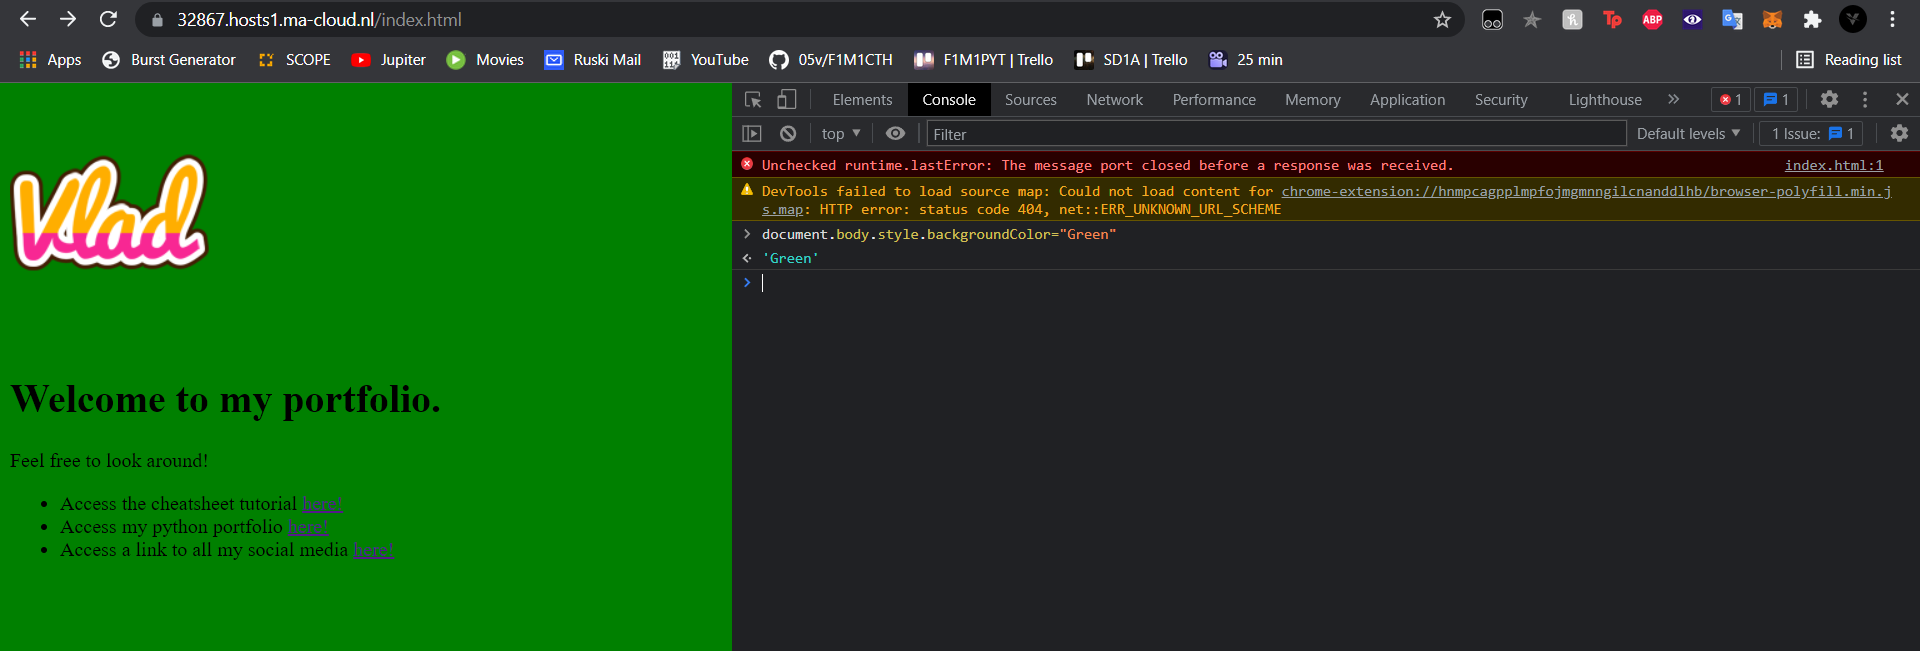 32867.hosts1.ma-cloud.nl/index.html
Apps Burst Generator SCOPE Jupiter Movies Ruski Mail YouTube 05v/F1M1CTH F1M1PYT | Trello SD1A | Trello 25 min Reading list
Elements Console Sources Network Performance Memory Application Security Lighthouse » 1 1
top Filter Default levels 1 Issue: 1
Unchecked runtime.lastError: The message port closed before a response was received. index.html:1
DevTools failed to load source map: Could not load content for chrome-extension://hnmpcagpplmpfojmgmnngilcnanddlhb/browser-polyfill.min.j
s.map: HTTP error: status code 404, net::ERR_UNKNOWN_URL_SCHEME
document.body.style.backgroundColor="Green"
'Green'
Vlad
Welcome to my portfolio.
Feel free to look around!
Access the cheatsheet tutorial here!
Access my python portfolio here!
Access a link to all my social media here!